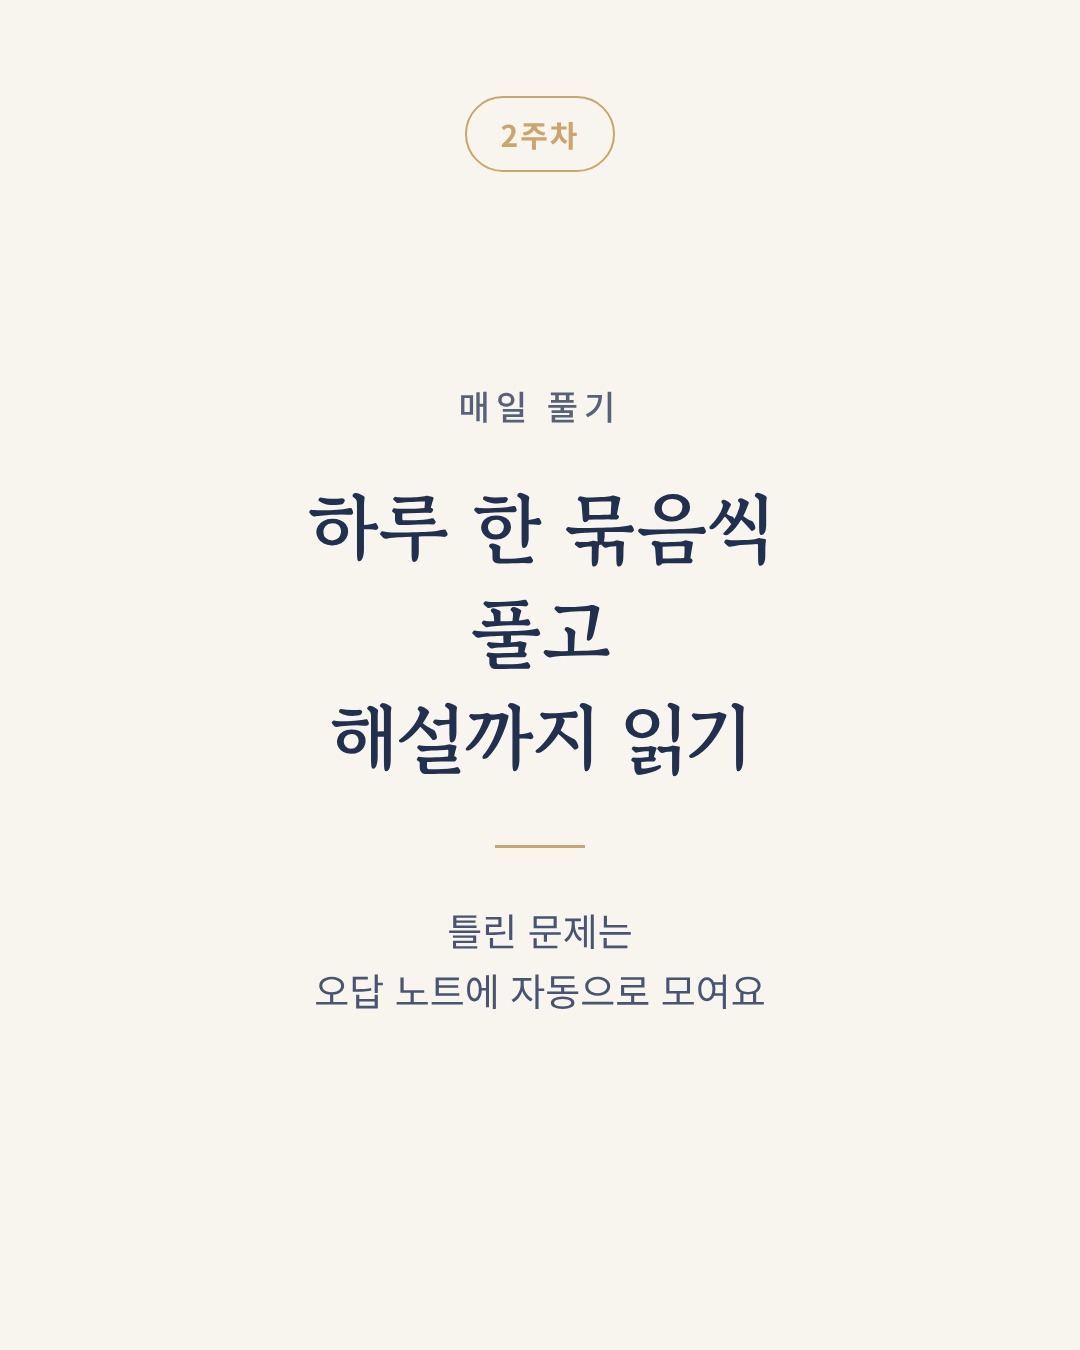 2주차
매일 풀기
하루 한 묶음씩
풀고
해설까지 읽기
틀린 문제는
오답 노트에 자동으로 모여요